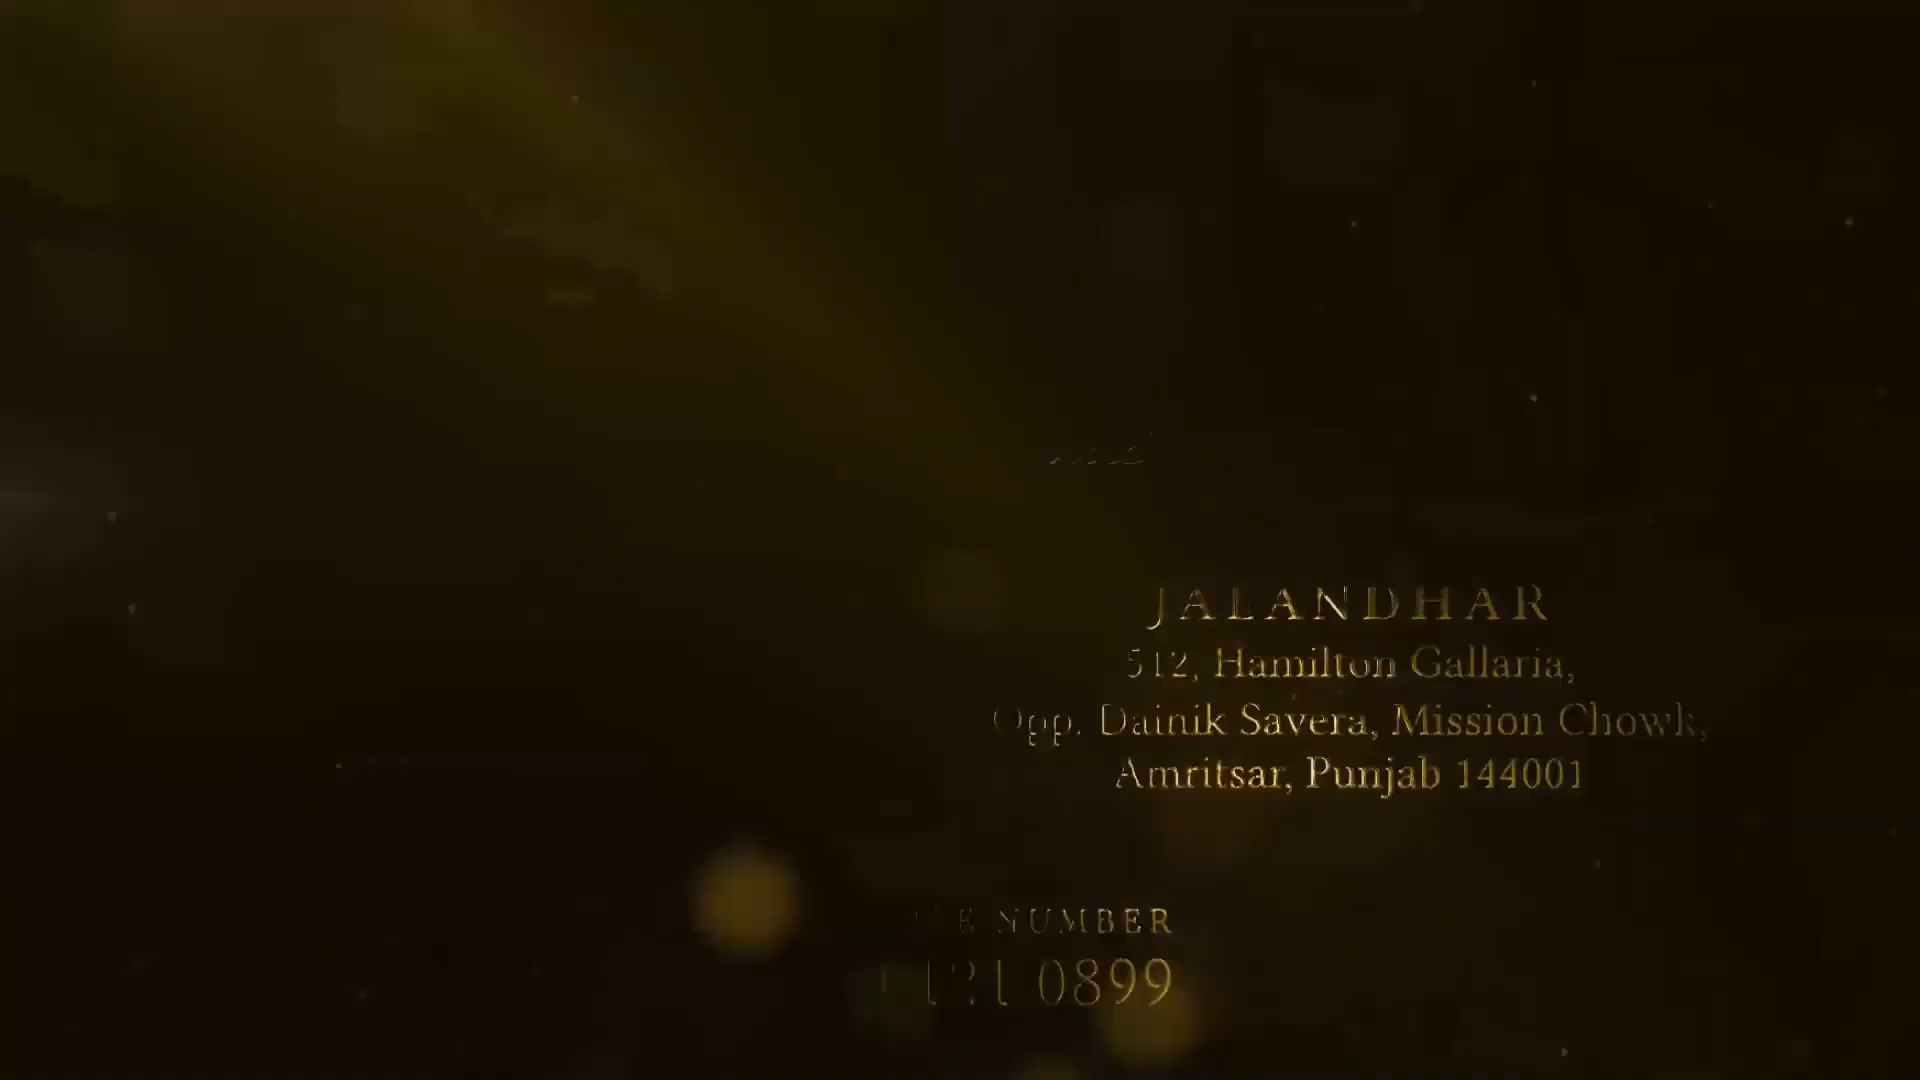 JALANDHAR
512, Hamilton Gallaria,
Opp. Dainik Savera, Mission Chowk,
Amritsar, Punjab 144001
NUMBER
0899